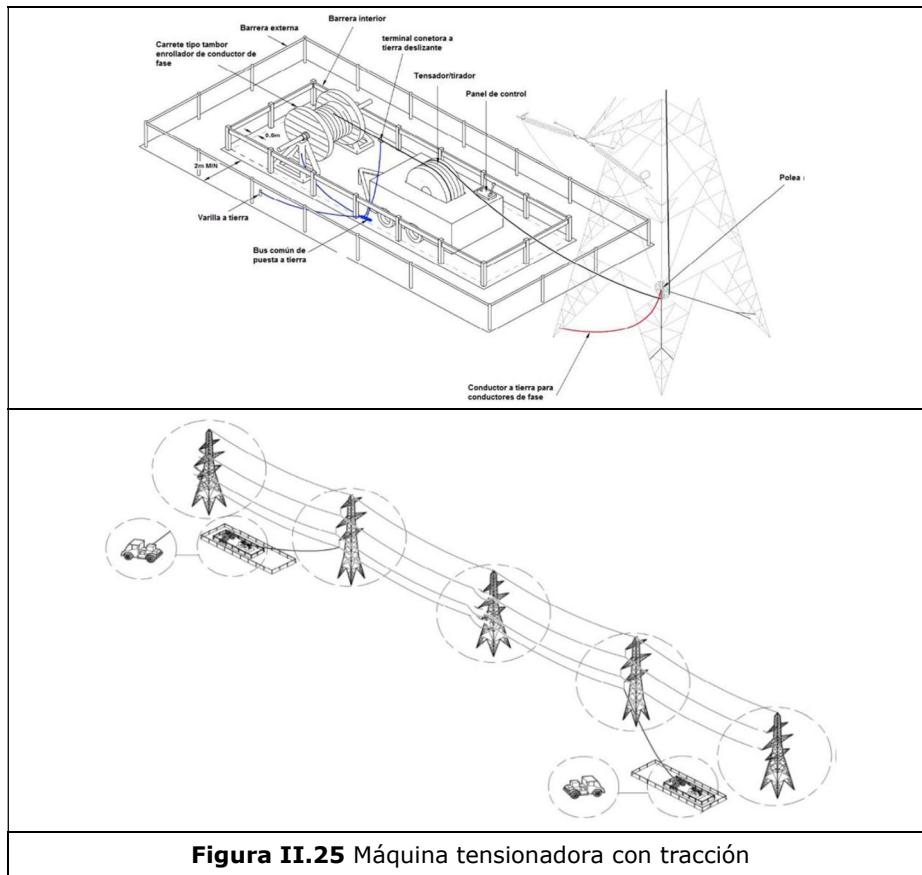 Barrera interior
Barrera externa
terminal conetora a
tierra deslizante
Carrete tipo tambor
enrollador de conductor de
fase
Tensador/tirador
Panel de control
0.6m
2m MIN
Polea
Varilla a tierra
Bus común de
puesta a tierra
Conductor a tierra para
conductores de fase
Figura II.25 Máquina tensionadora con tracción